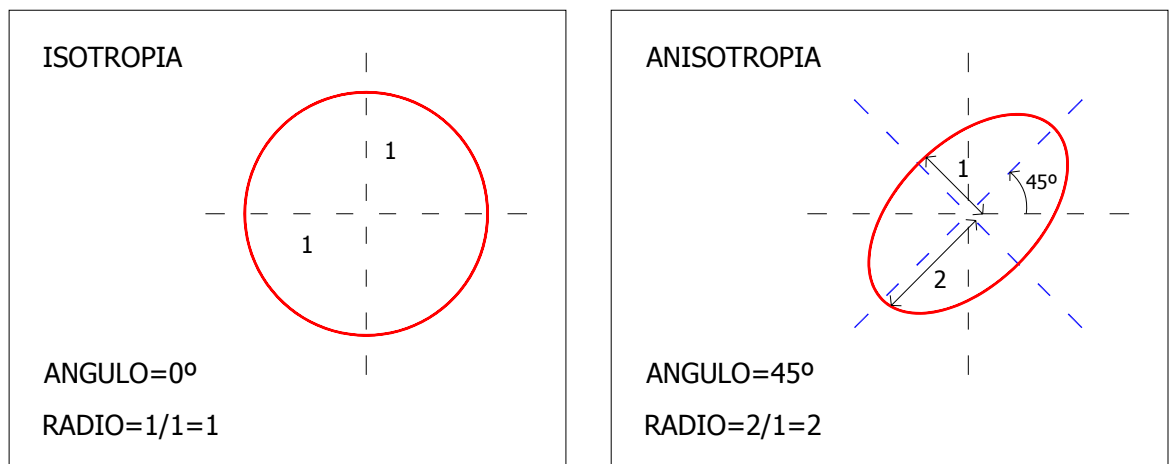 ISOTROPIA
1
1
ANGULO=0º
RADIO=1/1=1
ANISOTROPIA
1
45º
2
ANGULO=45º
RADIO=2/1=2